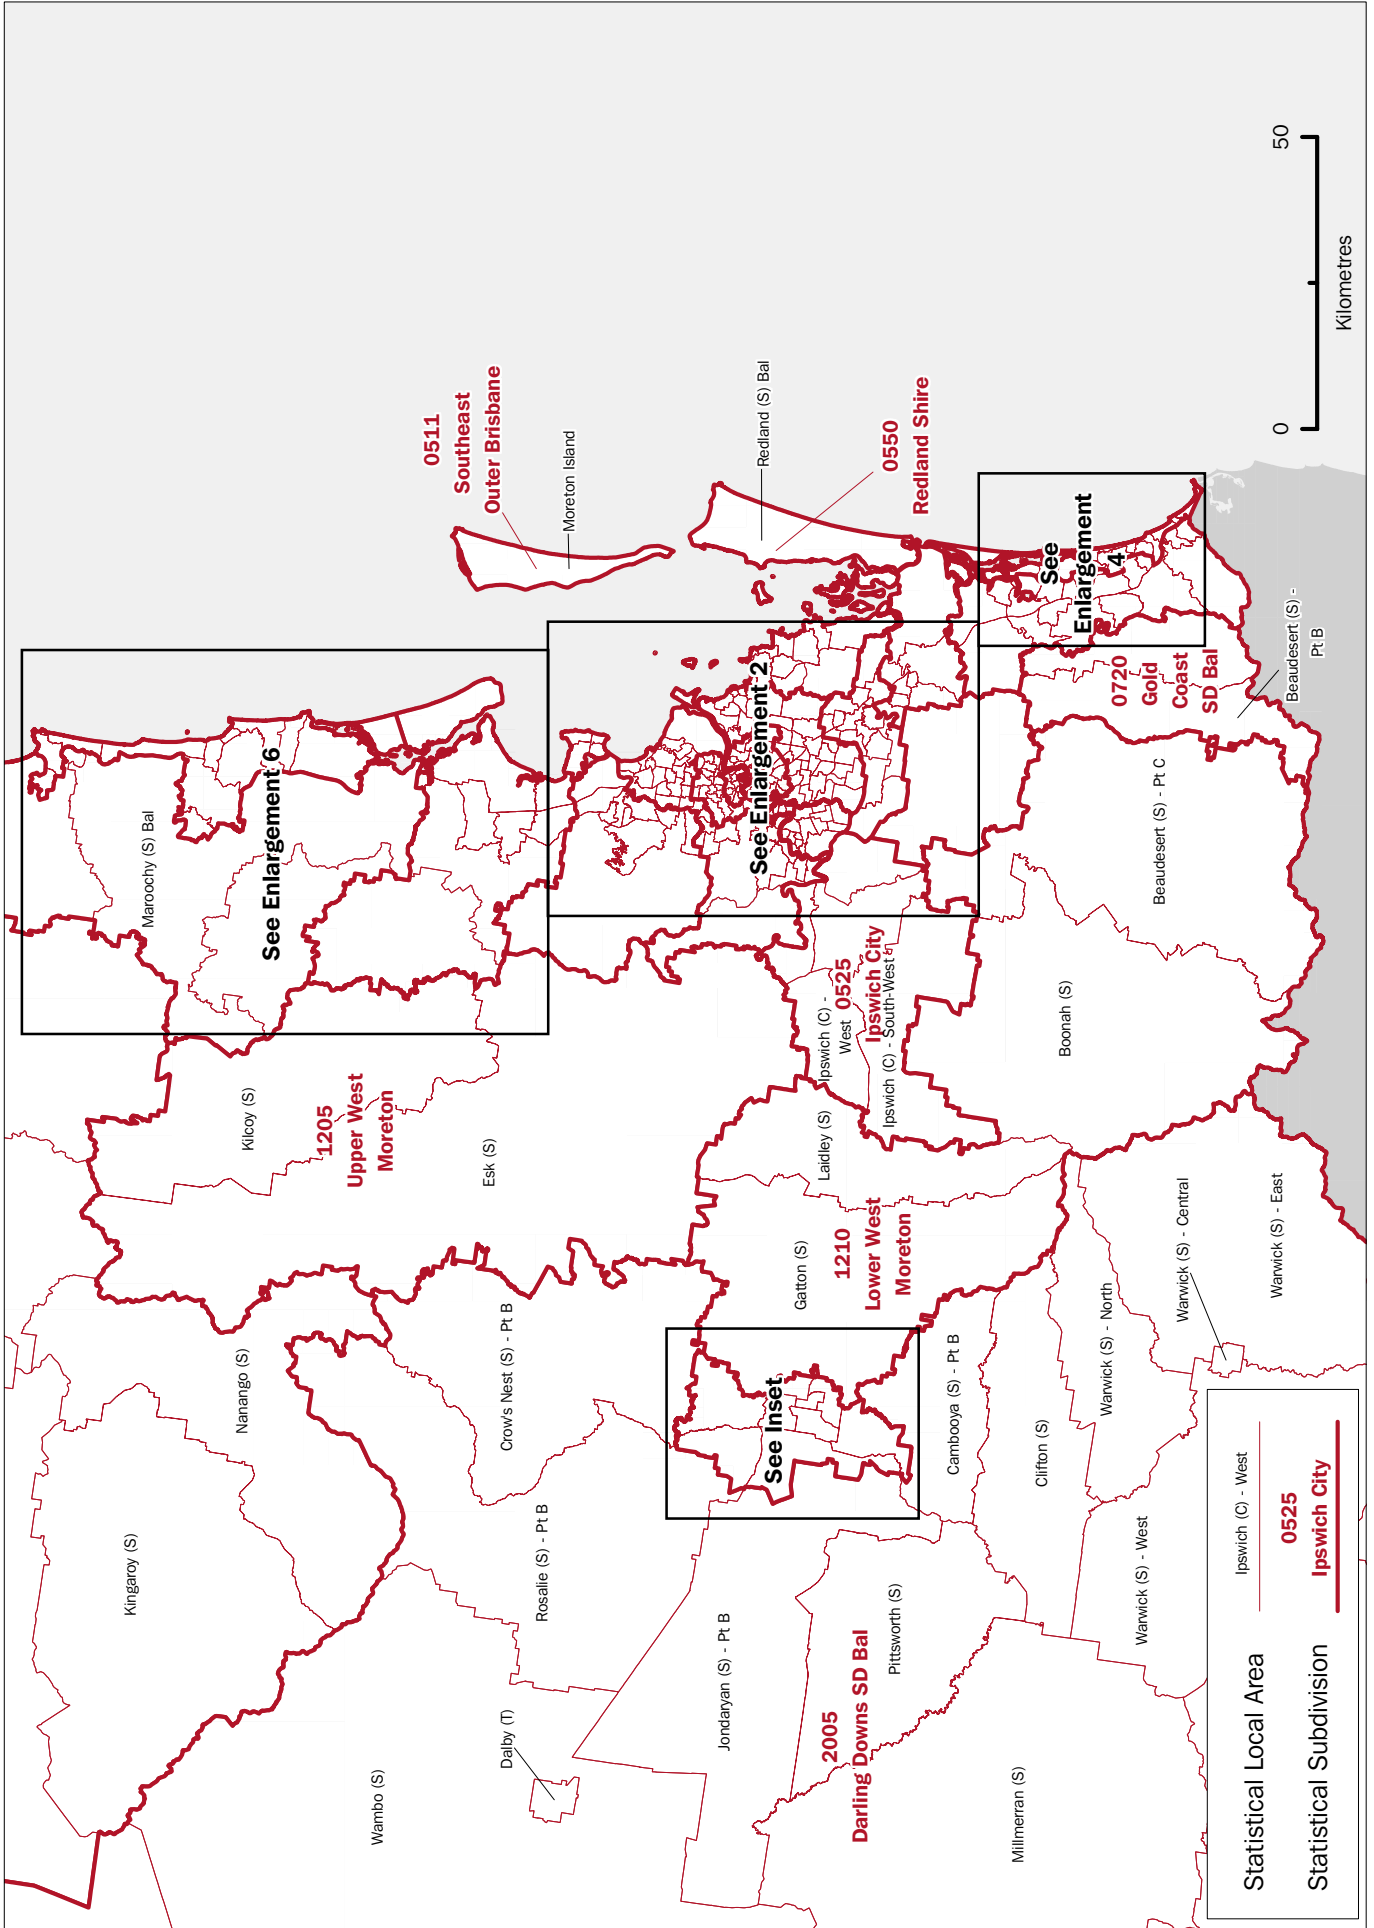 0511
Southeast
Outer Brisbane
Moreton Island
Redland (S) Bal
0550
Redland Shire
50
0
Kilometres
See Enlargement 6
Maroochy (S) Bal
See Enlargement 2
See
Enlargement
4
0720
Gold
Coast
SD Bal
Beaudesert (S) -
Pt B
Beaudesert (S) - Pt C
Kilcoy (S)
1205
Upper West
Moreton
Esk (S)
Ipswich (C) -
West
0525
Ipswich City
Ipswich (C) - South-West
Boonah (S)
Laidley (S)
Gatton (S)
1210
Lower West
Moreton
Nanango (S)
Crow's Nest (S) - Pt B
See Inset
Cambooya (S) - Pt B
Clifton (S)
Warwick (S) - North
Warwick (S) - Central
Warwick (S) - East
Kingaroy (S)
Rosalie (S) - Pt B
Jondaryan (S) - Pt B
Pittsworth (S)
Warwick (S) - West
Dalby (T)
Wambo (S)
2005
Darling Downs SD Bal
Millmerran (S)
Statistical Local Area
Ipswich (C) - West
Statistical Subdivision
0525
Ipswich City